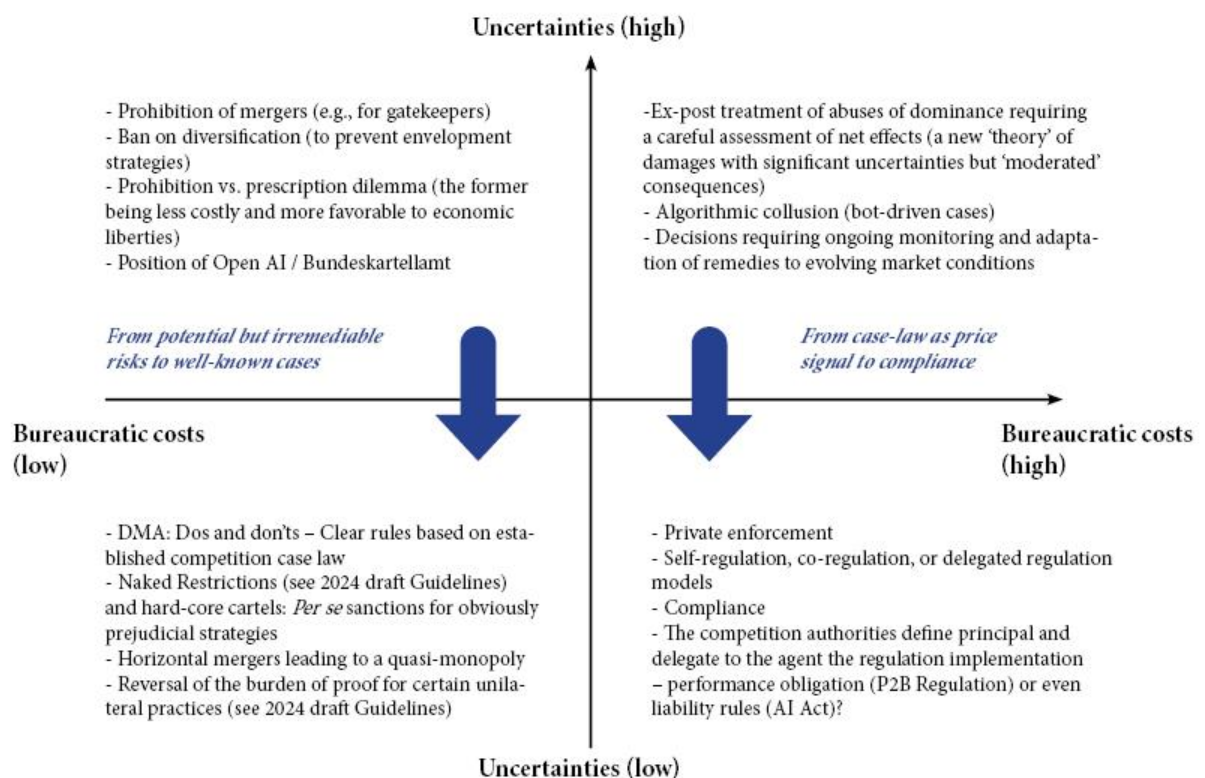 Uncertainties (high)
- Prohibition of mergers (e.g., for gatekeepers)
- Ban on diversification (to prevent envelopment
strategies)
- Prohibition vs. prescription dilemma (the former
being less costly and more favorable to economic
liberties)
- Position of Open AI / Bundeskartellamt
-Ex-post treatment of abuses of dominance requiring
a careful assessment of net effects (a new ‘theory’ of
damages with significant uncertainties but ‘moderated’
consequences)
- Algorithmic collusion (bot-driven cases)
- Decisions requiring ongoing monitoring and adapta-
tion of remedies to evolving market conditions
From potential but irremediable
risks to well-known cases
From case-law as price
signal to compliance
Bureaucratic costs
(low)
Bureaucratic costs
(high)
- DMA: Dos and don’ts – Clear rules based on esta-
blished competition case law
- Naked Restrictions (see 2024 draft Guidelines)
and hard-core cartels: Per se sanctions for obviously
prejudicial strategies
- Horizontal mergers leading to a quasi-monopoly
- Reversal of the burden of proof for certain unila-
teral practices (see 2024 draft Guidelines)
- Private enforcement
- Self-regulation, co-regulation, or delegated regulation
models
- Compliance
- The competition authorities define principal and
delegate to the agent the regulation implementation
– performance obligation (P2B Regulation) or even
liability rules (AI Act)?
Uncertainties (low)